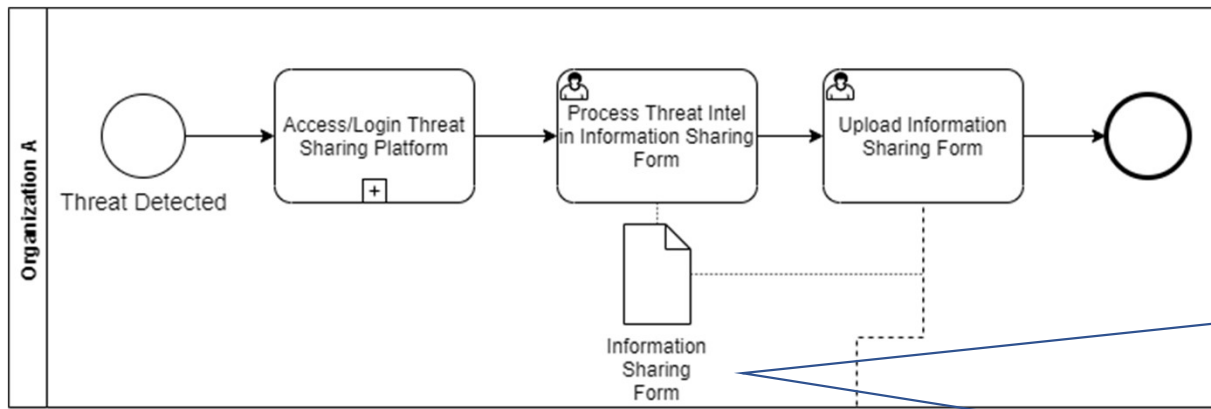 Organization A
Threat Detected
Access/Login Threat
Sharing Platform
+
Process Threat Intel
in Information Sharing
Form
Upload Information
Sharing Form
Information
Sharing
Form